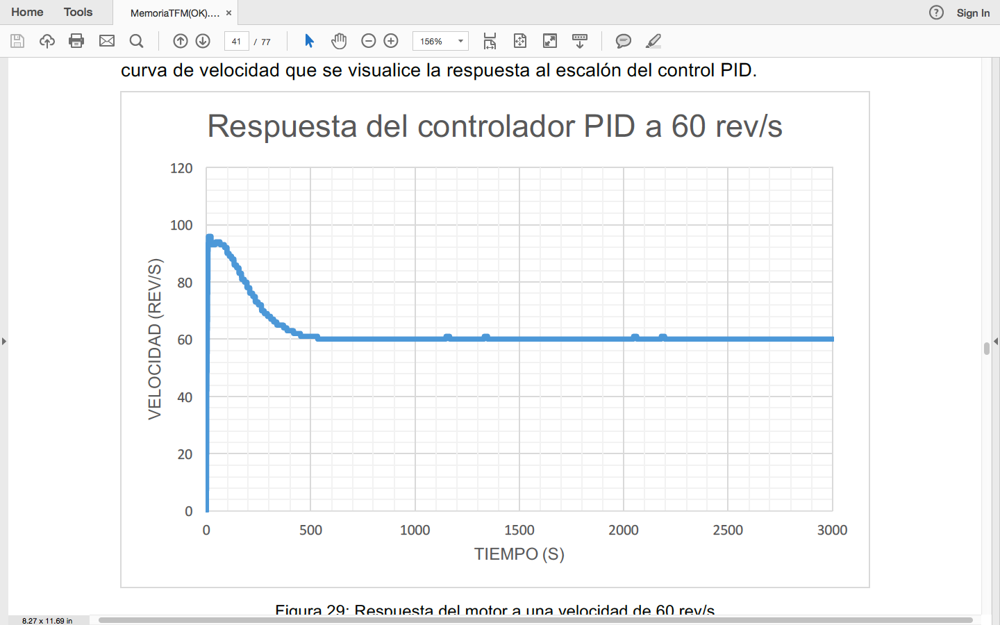 Home Tools MemoriaTFM(OK).... × ? Sign In
41 / 77 156%
curva de velocidad que se visualice la respuesta al escalón del control PID.
Respuesta del controlador PID a 60 rev/s
120
100
80
60
40
20
0
VELOCIDAD (REV/S)
0 500 1000 1500 2000 2500 3000
TIEMPO (S)
Figura 29: Respuesta del motor a una velocidad de 60 rev/s
8.27 x 11.69 in